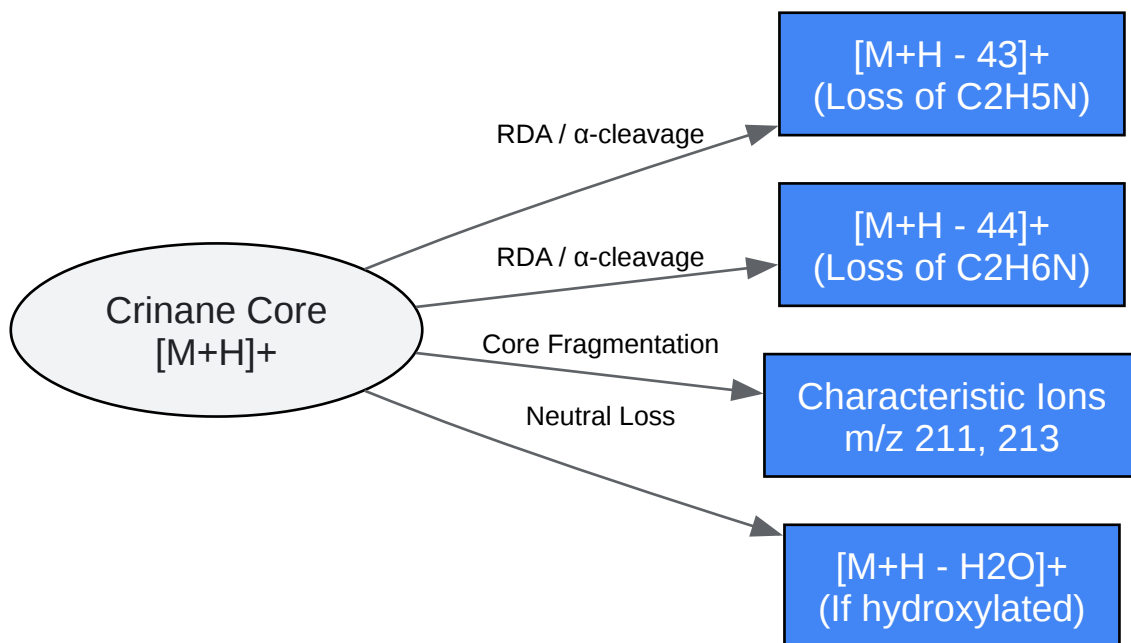 [M+H - 43]+
(Loss of C2H5N)
RDA / α-cleavage
[M+H - 44]+
(Loss of C2H6N)
RDA / α-cleavage
Crinane Core
[M+H]+
Core Fragmentation
Characteristic Ions
m/z 211, 213
Neutral Loss
[M+H - H2O]+
(If hydroxylated)